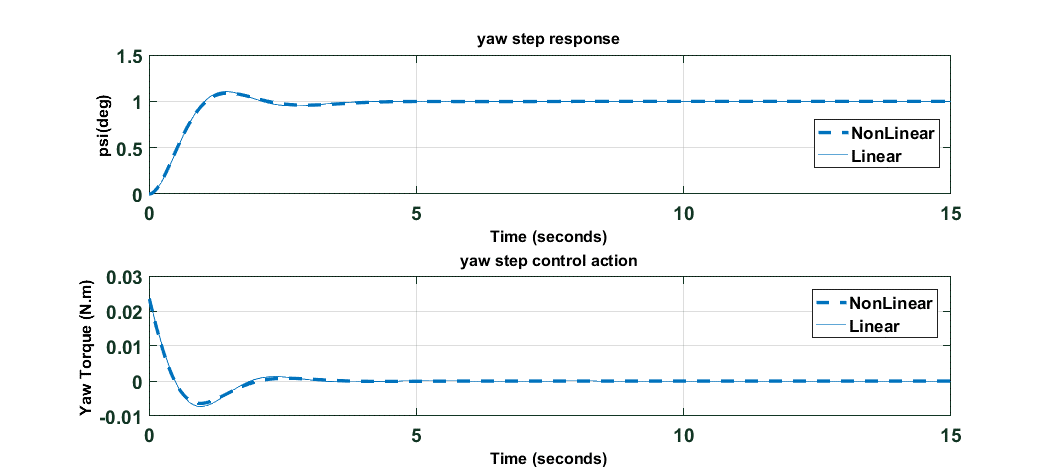 yaw step response
1.5
1
0.5
0
psi(deg)
NonLinear
Linear
0 5 10 15
Time (seconds)
yaw step control action
0.03
0.02
0.01
0
-0.01
Yaw Torque (N.m)
NonLinear
Linear
0 5 10 15
Time (seconds)